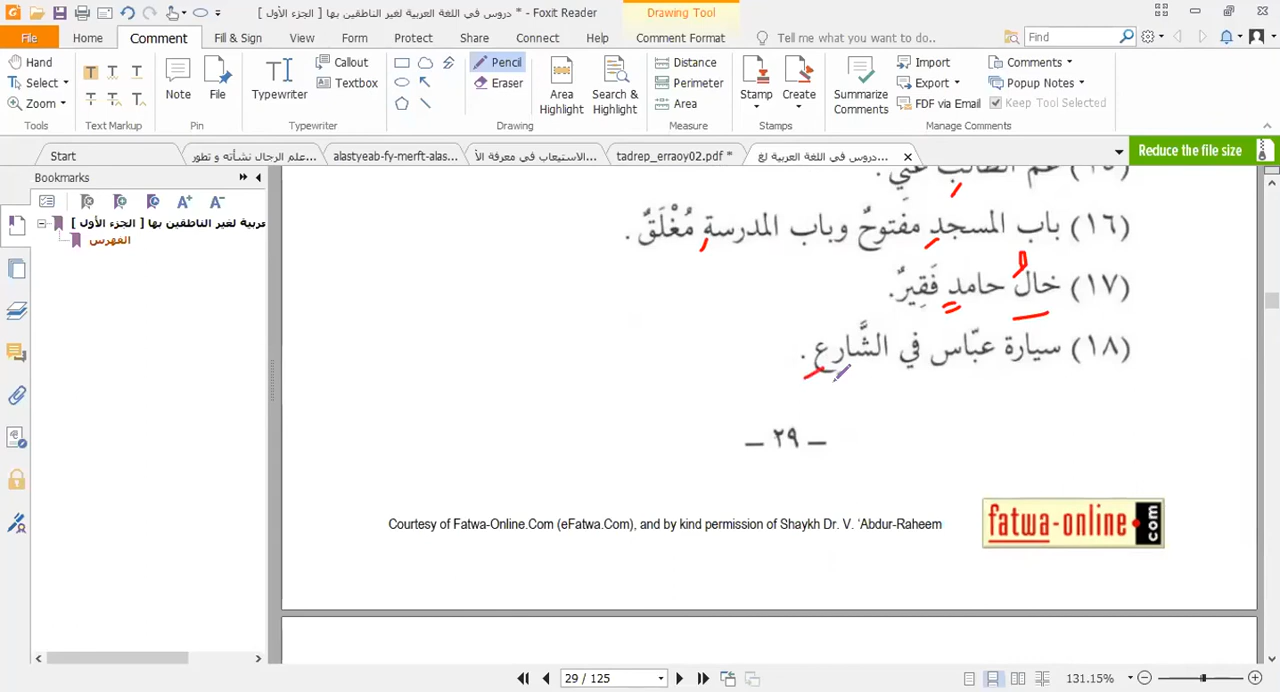 دروس في اللغة العربية لغير الناطقين بها [ الجزء الأول ] * - Foxit Reader
Drawing Tool
File Home Comment Fill & Sign View Form Protect Share Connect Help Comment Format Tell me what you want to do.. Find
Hand Select Zoom Tools
Text Markup
Note File Pin
Typewriter Callout Textbox Typewriter
Pencil Eraser Drawing
Area Highlight Search & Highlight
Distance Perimeter Area Measure
Stamp Create Stamps
Summarize Comments Import Export FDF via Email Comments Popup Notes Keep Tool Selected Manage Comments
Start علم الرجال نشأته و تطور... alastyeab-fy-merft-alas... الاستيعاب في معرفة الأ... tadrep_erraoy02.pdf * دروس في اللغة العربية لغ... Reduce the file size
Bookmarks
عربية لغير الناطقين بها [ الجزء الأول ]
الفهرس
(١٥) عم الطالب غني.
(١٦) باب المسجد مَفتوحٌ وباب المدرسة مُغْلَقٌ.
(١٧) خال حامد فَقِيرٌ.
(١٨) سيارة عبّاس في الشَّارع.
– ٢٩ –
Courtesy of Fatwa-Online.Com (eFatwa.Com), and by kind permission of Shaykh Dr. V. ‘Abdur-Raheem
fatwa-online.com
29 / 125 131.15%